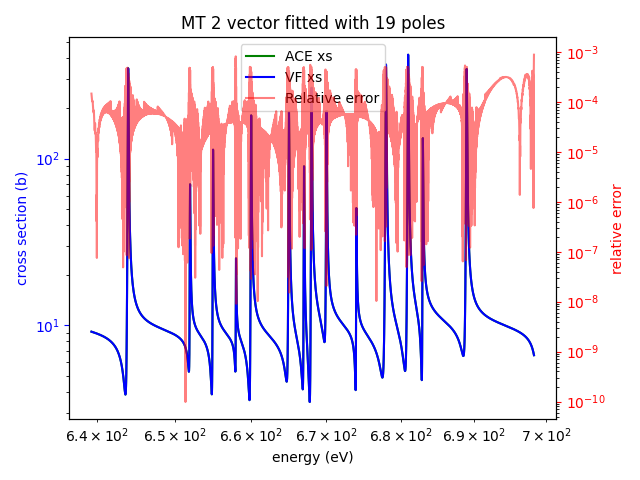 MT 2 vector fitted with 19 poles
ACE xs
VF xs
Relative error
cross section (b)
10²
10¹
relative error
10⁻³
10⁻⁴
10⁻⁵
10⁻⁶
10⁻⁷
10⁻⁸
10⁻⁹
10⁻¹⁰
6.4 × 10² 6.5 × 10² 6.6 × 10² 6.7 × 10² 6.8 × 10² 6.9 × 10² 7 × 10²
energy (eV)